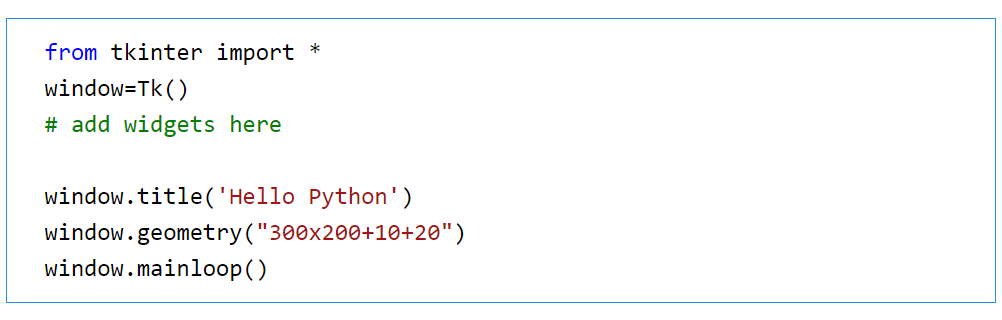 from tkinter import *
window=Tk()
# add widgets here
window.title('Hello Python')
window.geometry("300x200+10+20")
window.mainloop()